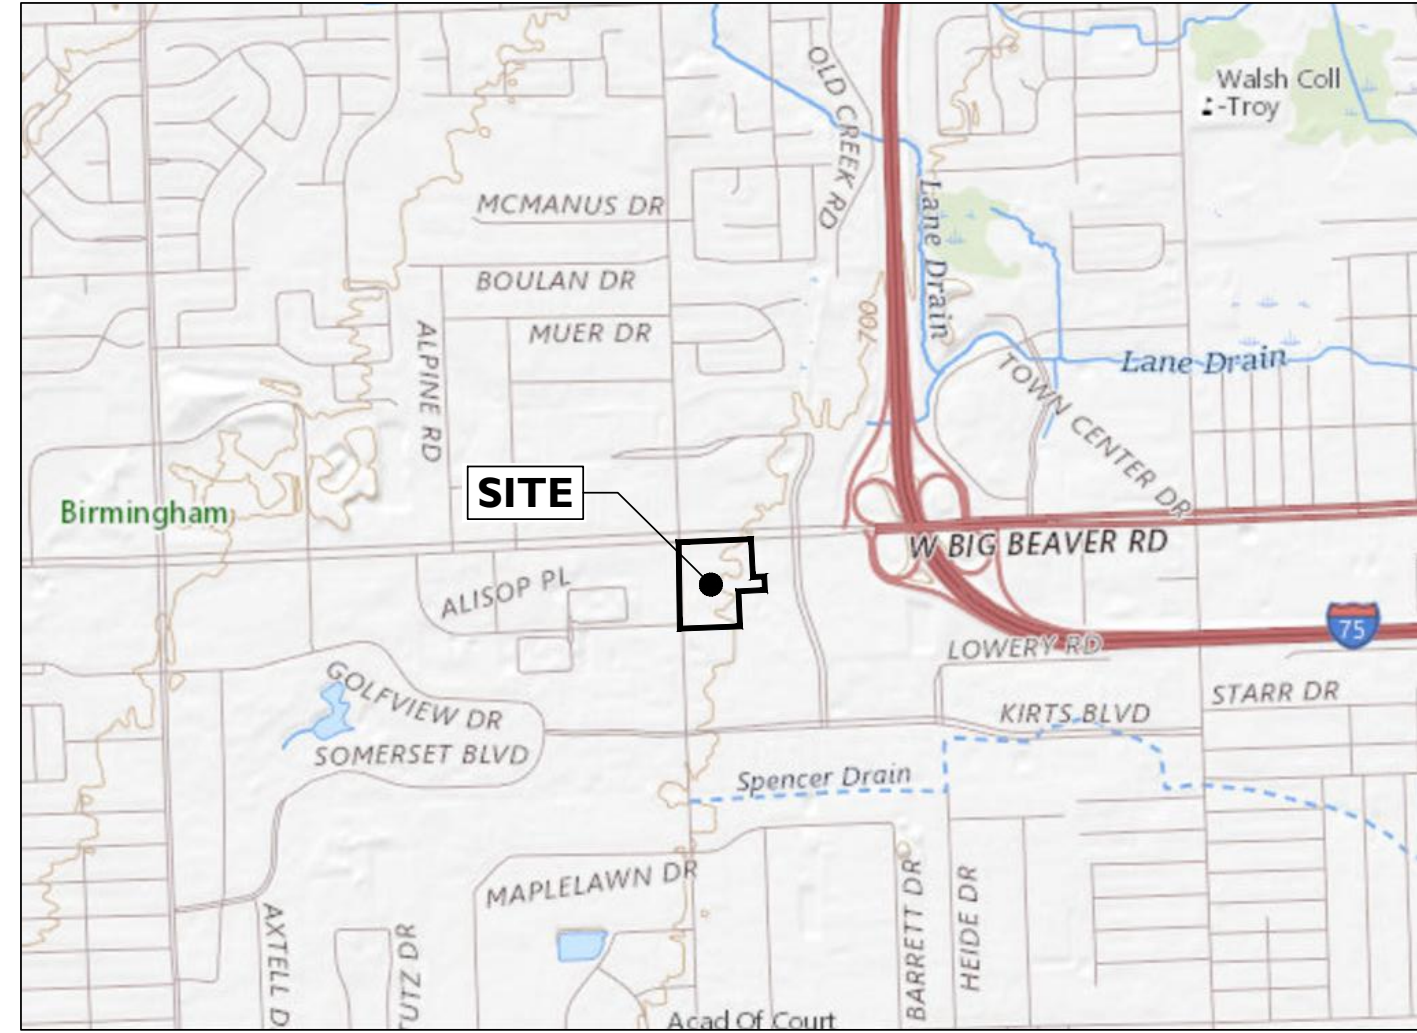 OLD CREEK RD
Walsh Coll
-Troy
MCMANUS DR
Lane Drain
BOULAN DR
700
MUER DR
ALPINE RD
Lane Drain
TOWN CENTER DR
SITE
Birmingham
W BIG BEAVER RD
ALISOP PL
75
LOWERY RD
GOLFVIEW DR
STARR DR
KIRTS BLVD
SOMERSET BLVD
Spencer Drain
MAPLELAWN DR
BARRETT DR
HEIDE DR
AXTELL D
LUTZ DR
Acad Of Court